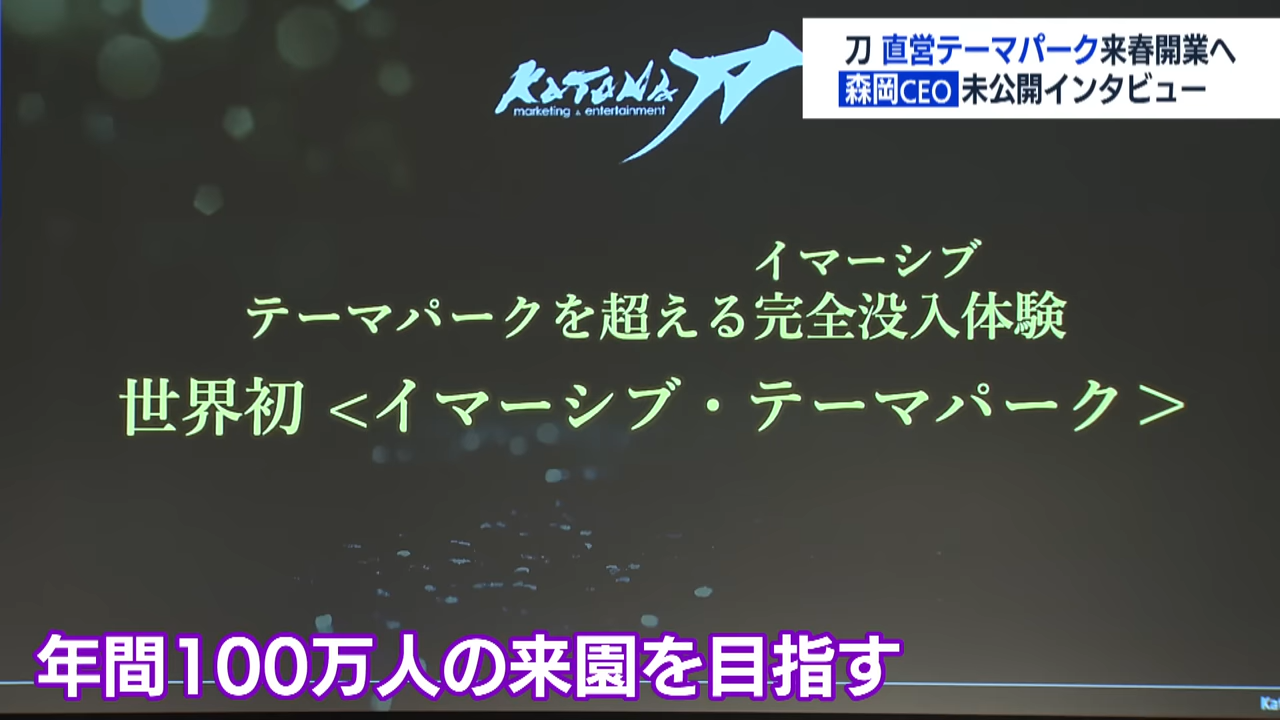 KATANA 刀
marketing & entertainment
刀 直営テーマパーク来春開業へ
森岡CEO 未公開インタビュー
イマーシブ
テーマパークを超える完全没入体験
世界初 <イマーシブ・テーマパーク>
年間100万人の来園を目指す